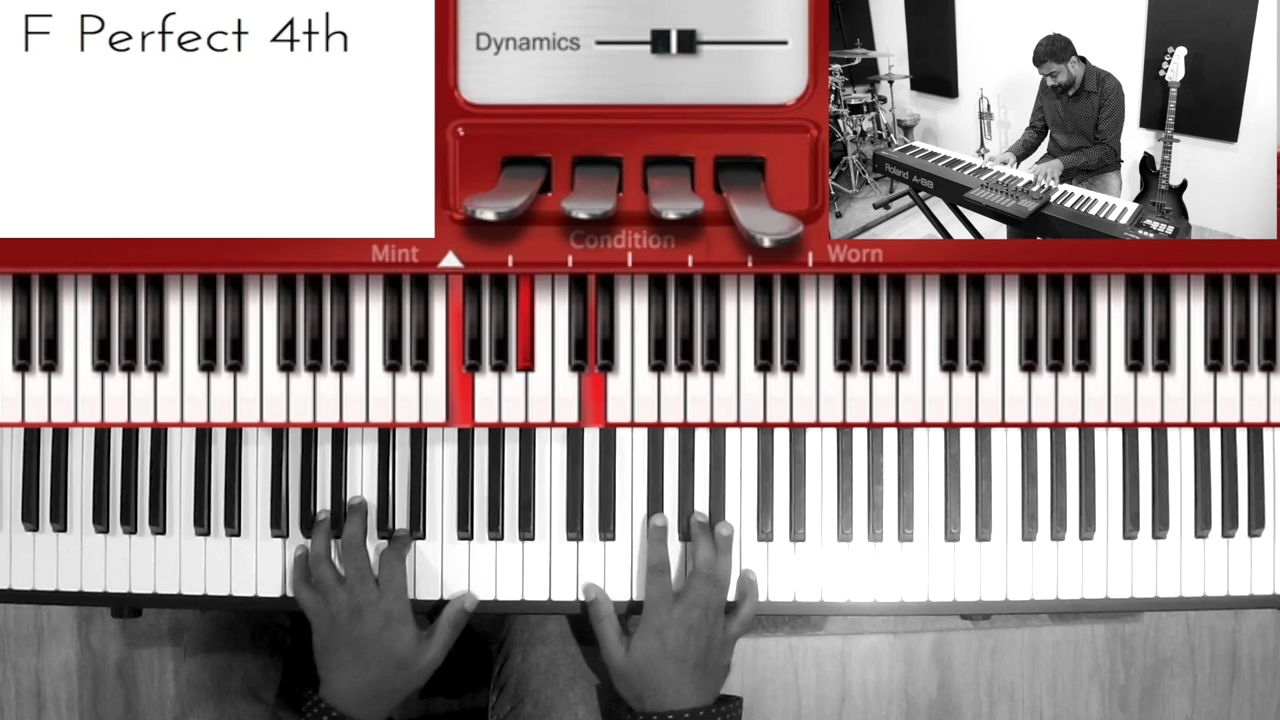 F Perfect 4th
Dynamics
Roland A-88
Mint
Condition
Worn